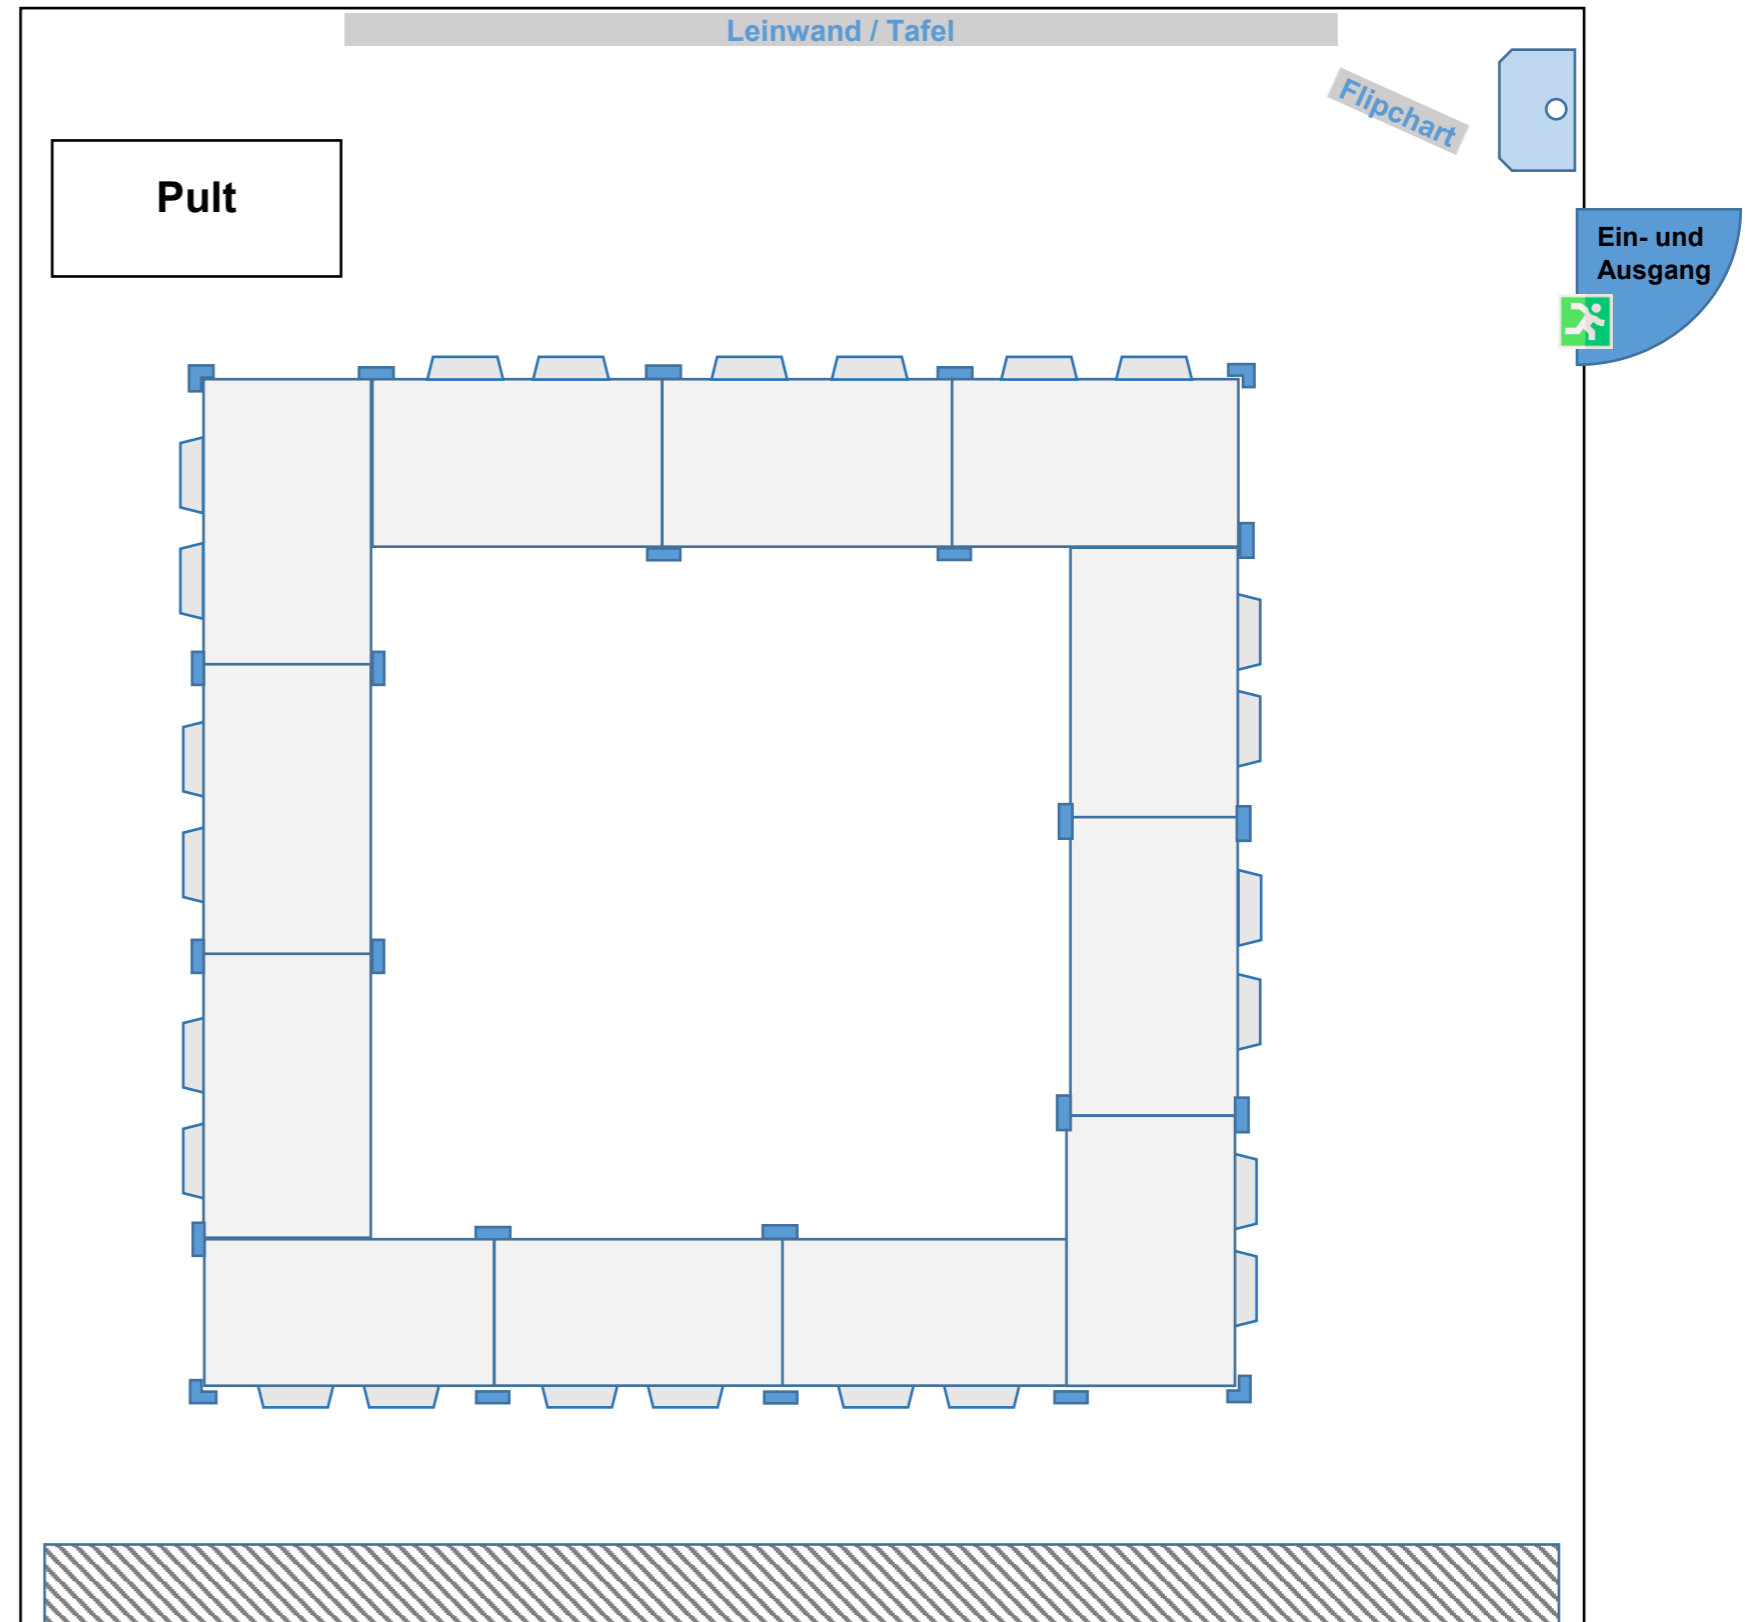 Leinwand / Tafel
Flipchart
Pult
Ein- und
Ausgang